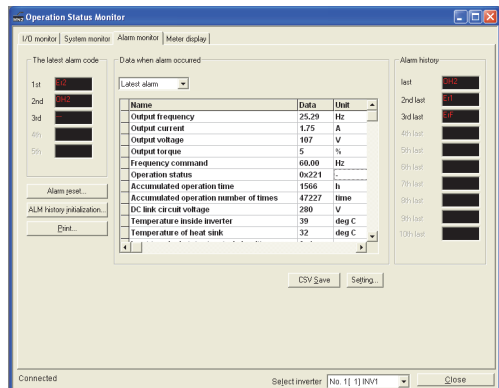 Operation Status Monitor
I/O monitor System monitor Alarm monitor Meter display
The latest alarm code
1st Er2
2nd OH2
3rd ---
4th
5th
Alarm reset...
ALM history initialization...
Print...
Data when alarm occurred
Latest alarm
Name Data Unit
Output frequency 25.29 Hz
Output current 1.75 A
Output voltage 107 V
Output torque 5 %
Frequency command 60.00 Hz
Operation status 0x221 -
Accumulated operation time 1566 h
Accumulated operation number of times 47227 time
DC link circuit voltage 280 V
Temperature inside inverter 39 deg C
Temperature of heat sink 32 deg C
CSV Save Setting...
Alarm history
last OH2
2nd last Er1
3rd last ErF
4th last
5th last
6th last
7th last
8th last
9th last
10th last
Connected
Select inverter No. 1[ 1] INV1
Close